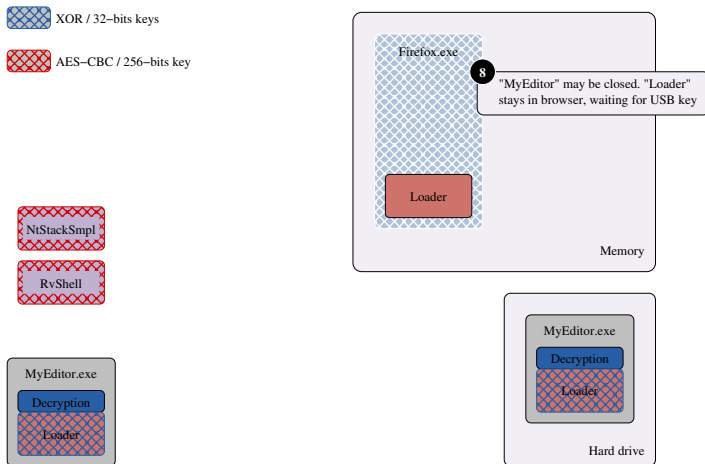 XOR / 32−bits keys
AES−CBC / 256−bits key
Firefox.exe
8
"MyEditor" may be closed. "Loader"
stays in browser, waiting for USB key
Loader
Memory
NtStackSmpl
RvShell
MyEditor.exe
Decryption
Loader
Hard drive
MyEditor.exe
Decryption
Loader